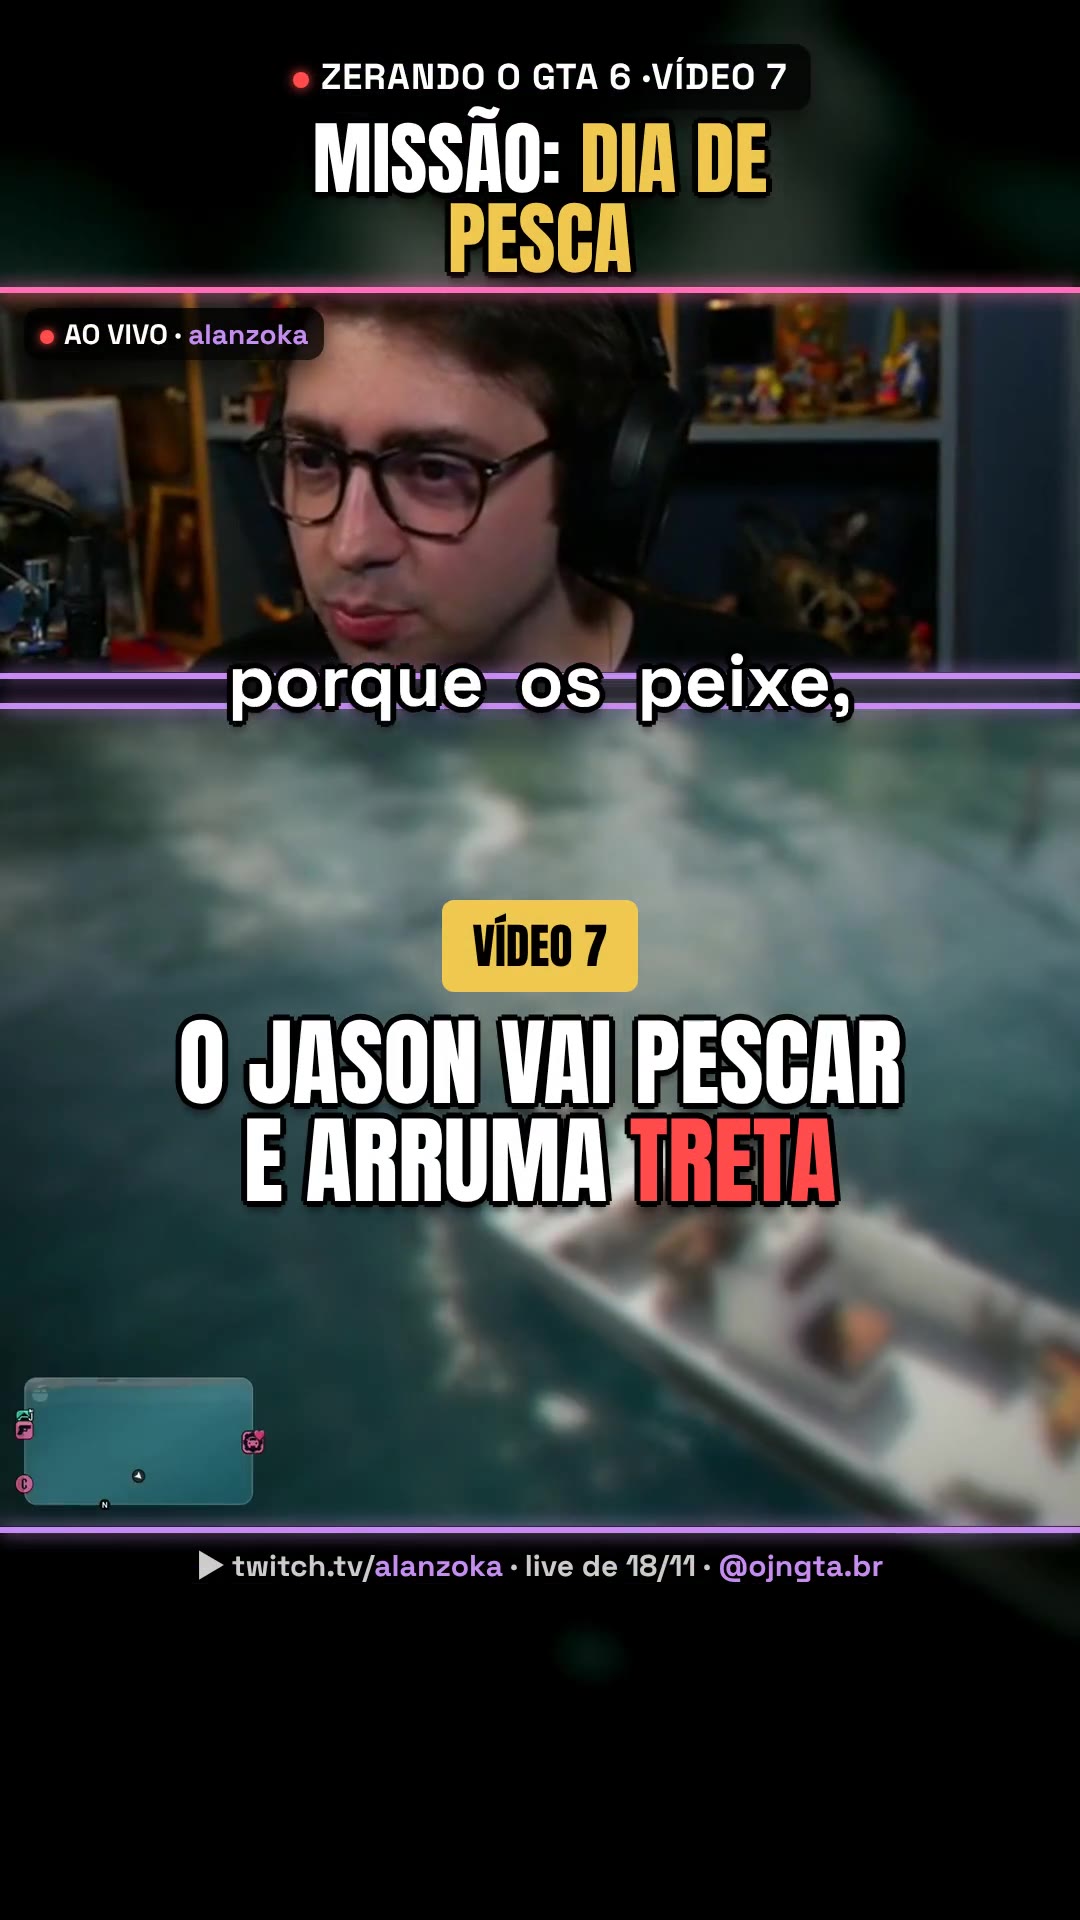 ZERANDO O GTA 6 ·VÍDEO 7
MISSÃO: DIA DE
PESCA
AO VIVO · alanzoka
porque os peixe,
VÍDEO 7
O JASON VAI PESCAR
E ARRUMA TRETA
C
N
▶ twitch.tv/alanzoka · live de 18/11 · @ojngta.br